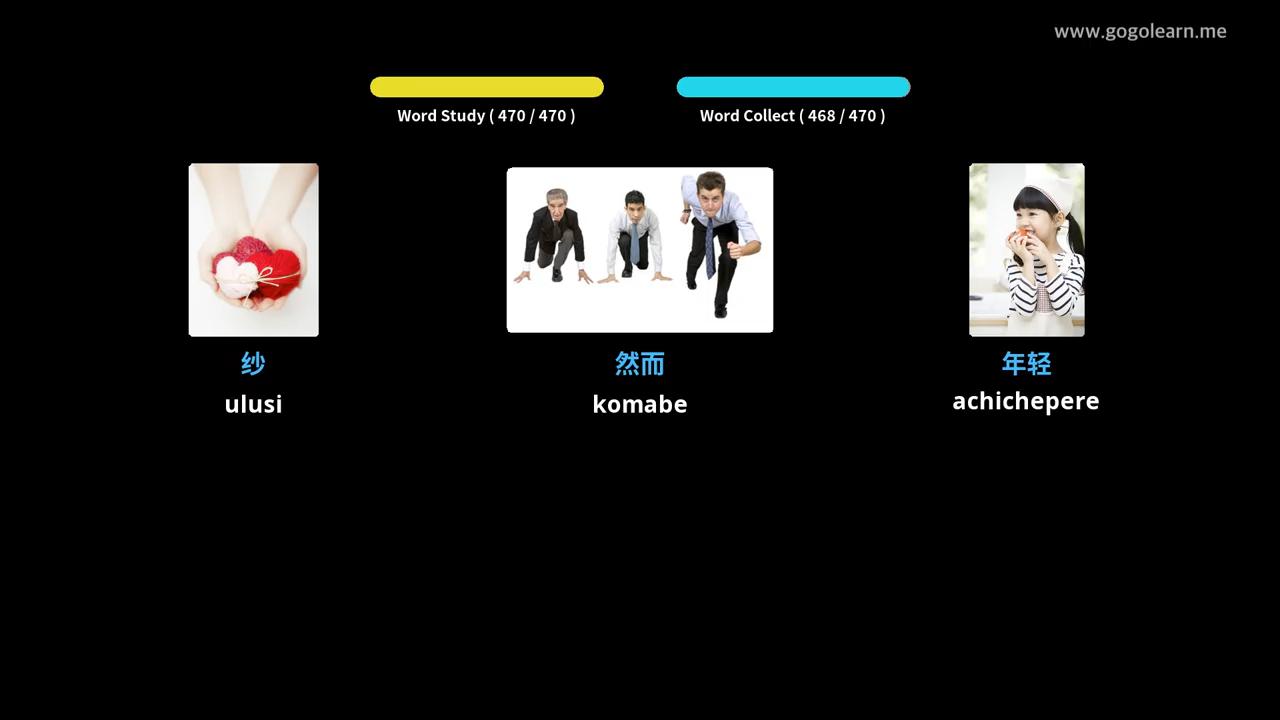 www.gogolearn.me
Word Study ( 470 / 470 )
Word Collect ( 468 / 470 )
纱
然而
年轻
ulusi
komabe
achichepere